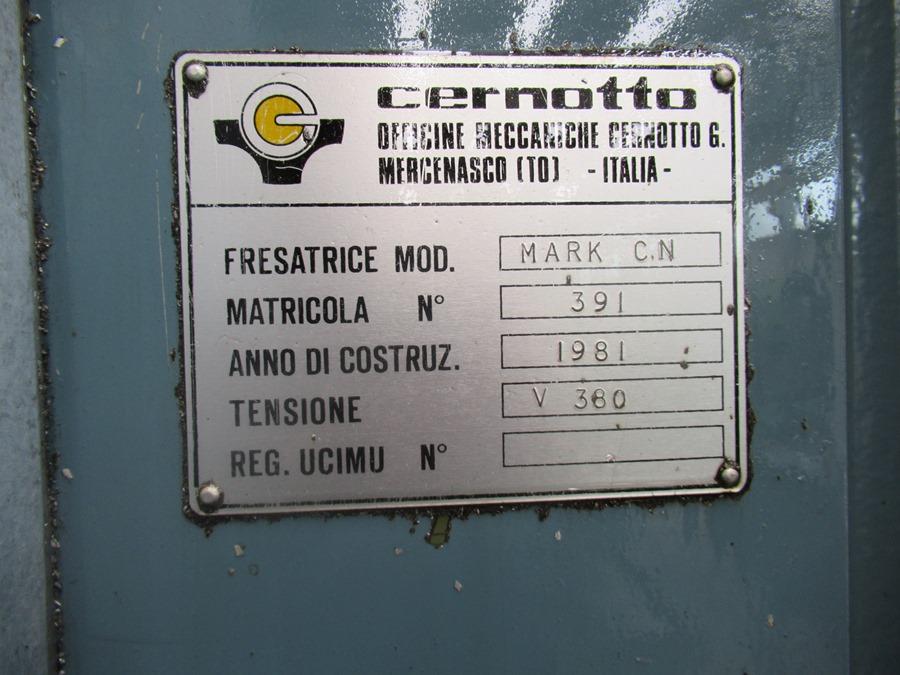 cernotto
OFFICINE MECCANICHE CERNOTTO G.
MERCENASCO (TO) - ITALIA -
FRESATRICE MOD. MARK C.N
MATRICOLA N° 391
ANNO DI COSTRUZ. 1981
TENSIONE V 380
REG. UCIMU N°